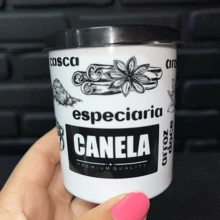 casca
especiaria
CANELA
PREMIUM QUALITY
arroz
doce